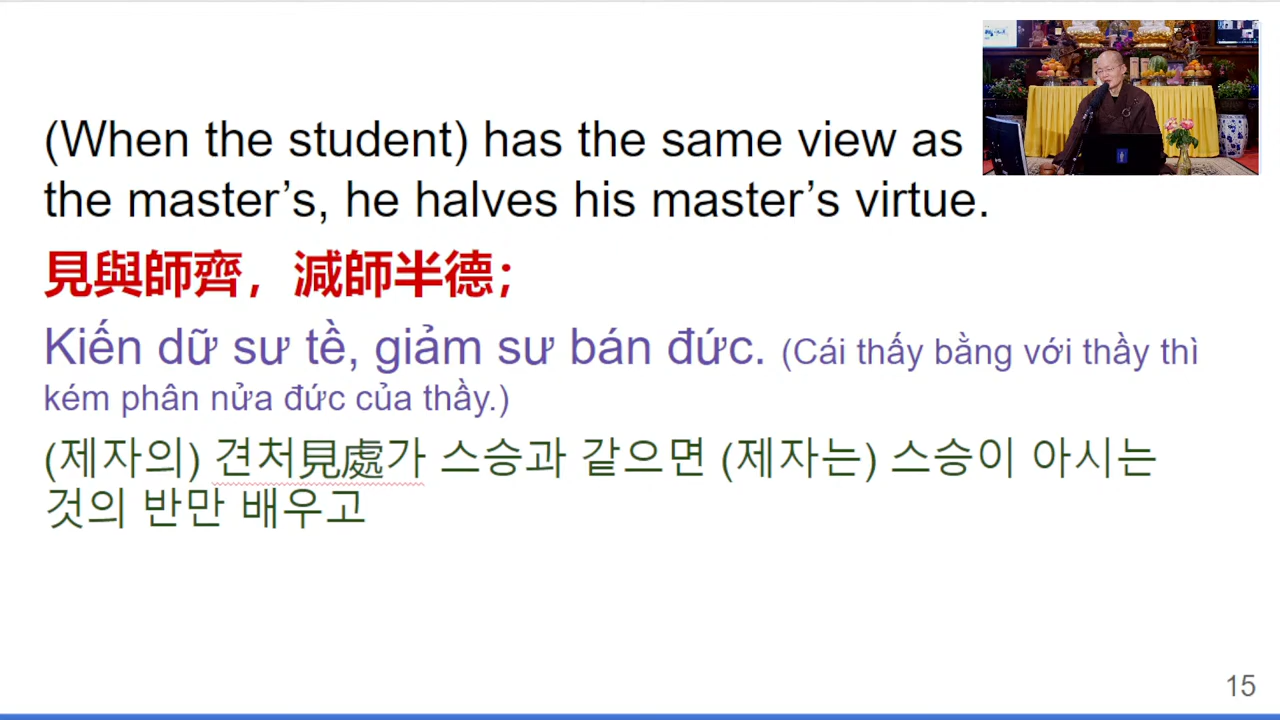 (When the student) has the same view as
the master’s, he halves his master’s virtue.
見與師齊，減師半德；
Kiến dữ sư tề, giảm sư bán đức. (Cái thấy bằng với thầy thì
kém phân nửa đức của thầy.)
(제자의) 견처見處가 스승과 같으면 (제자는) 스승이 아시는
것의 반만 배우고
15